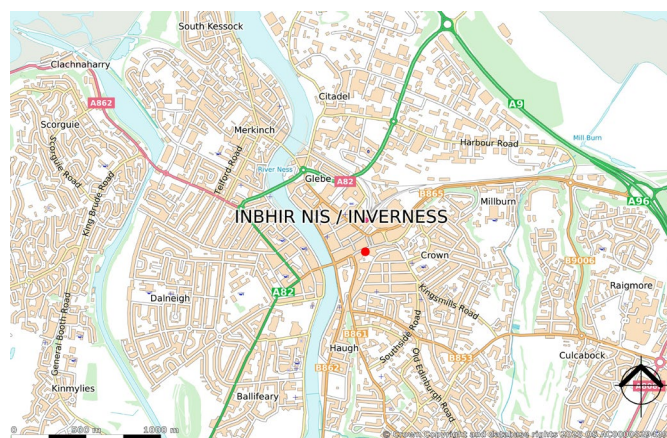 South Kessock
Clachnaharry
A862
Citadel
A9
Scorguie
Merkinch
Mill Burn
Scorguie Road
Telford Road
Harbour Road
River Ness
Glebe
A82
B865
King Brude Road
Millburn
A96
INBHIR NIS / INVERNESS
Crown
B9006
Raigmore
Dalneigh
A82
Kingsmills Road
General Booth Road
B861
Southside Road
Haugh
B853
Old Edinburgh Road
Culcabock
B862
Kinmylies
Ballifeary
0 500 m 1000 m